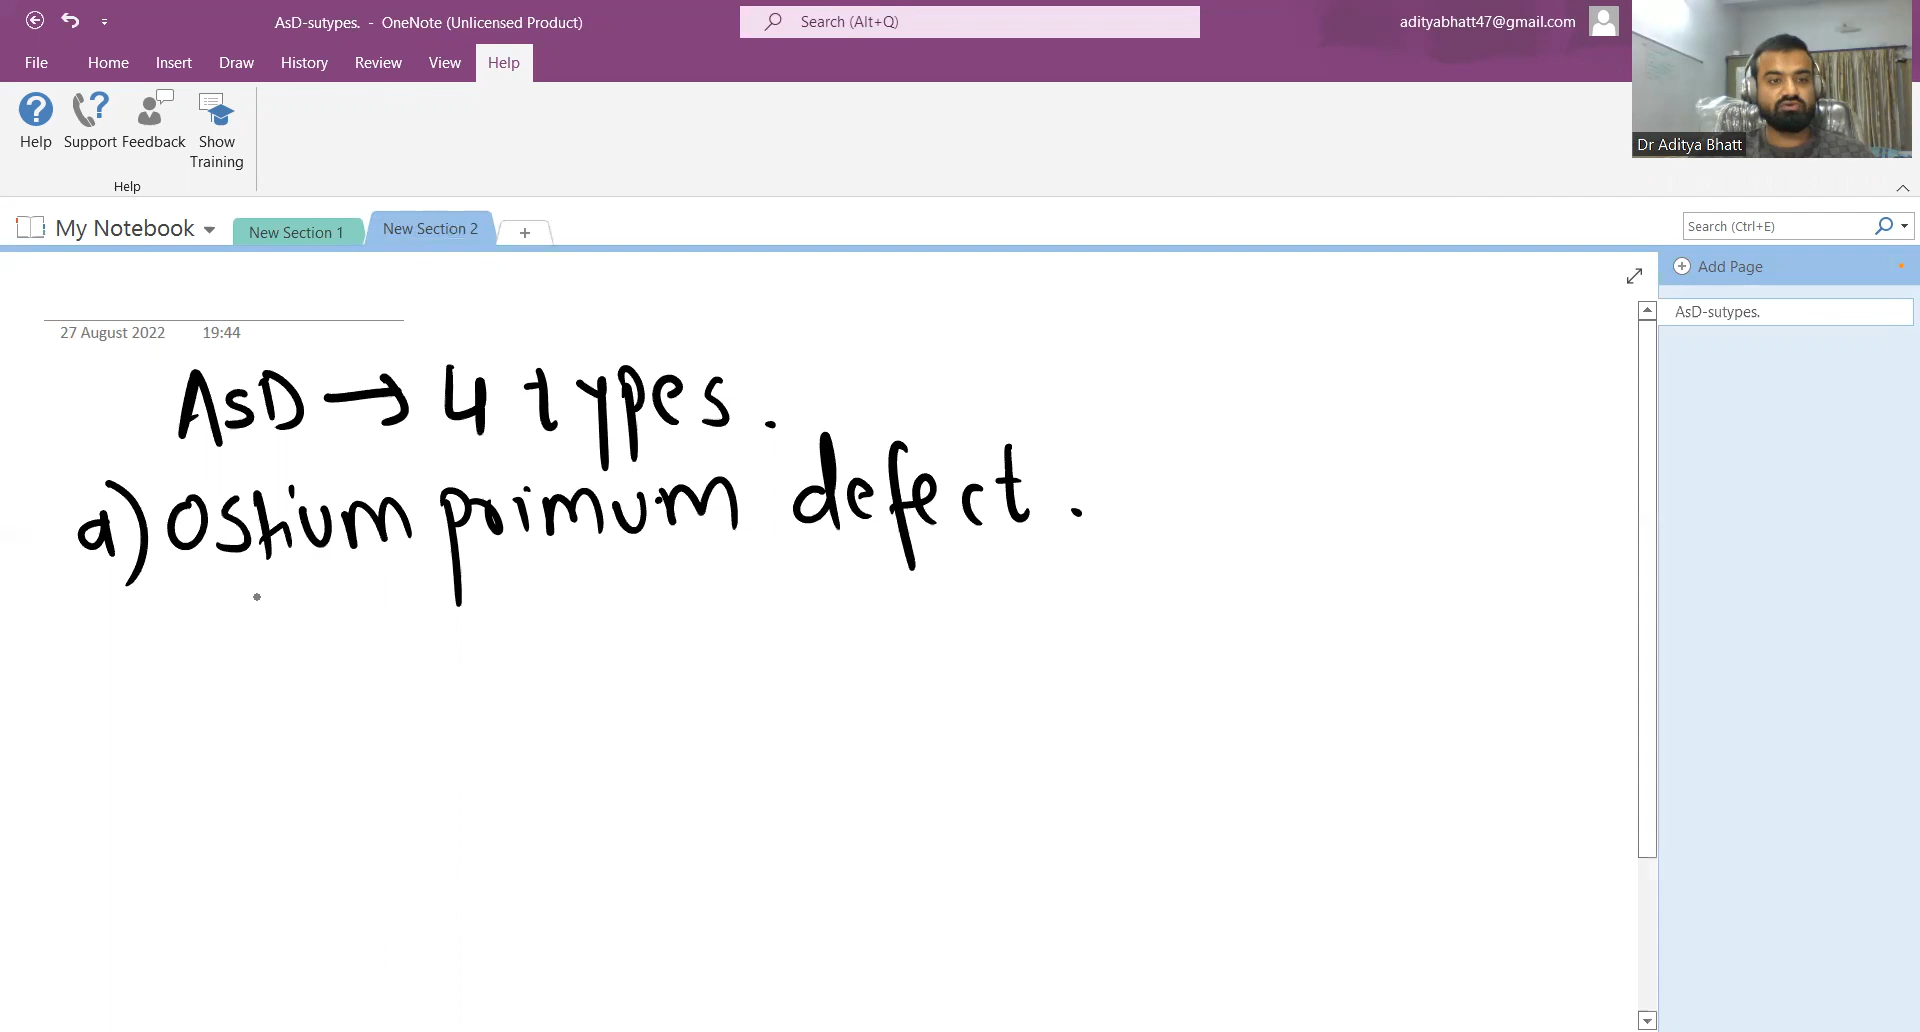 AsD-sutypes. - OneNote (Unlicensed Product)
Search (Alt+Q)
adityabhatt47@gmail.com
File Home Insert Draw History Review View Help
Help Support Feedback Show Training
Help
Dr Aditya Bhatt
My Notebook New Section 1 New Section 2 +
Search (Ctrl+E)
Add Page
AsD-sutypes.
27 August 2022 19:44
AsD → 4 types.
a) Ostium primum defect.